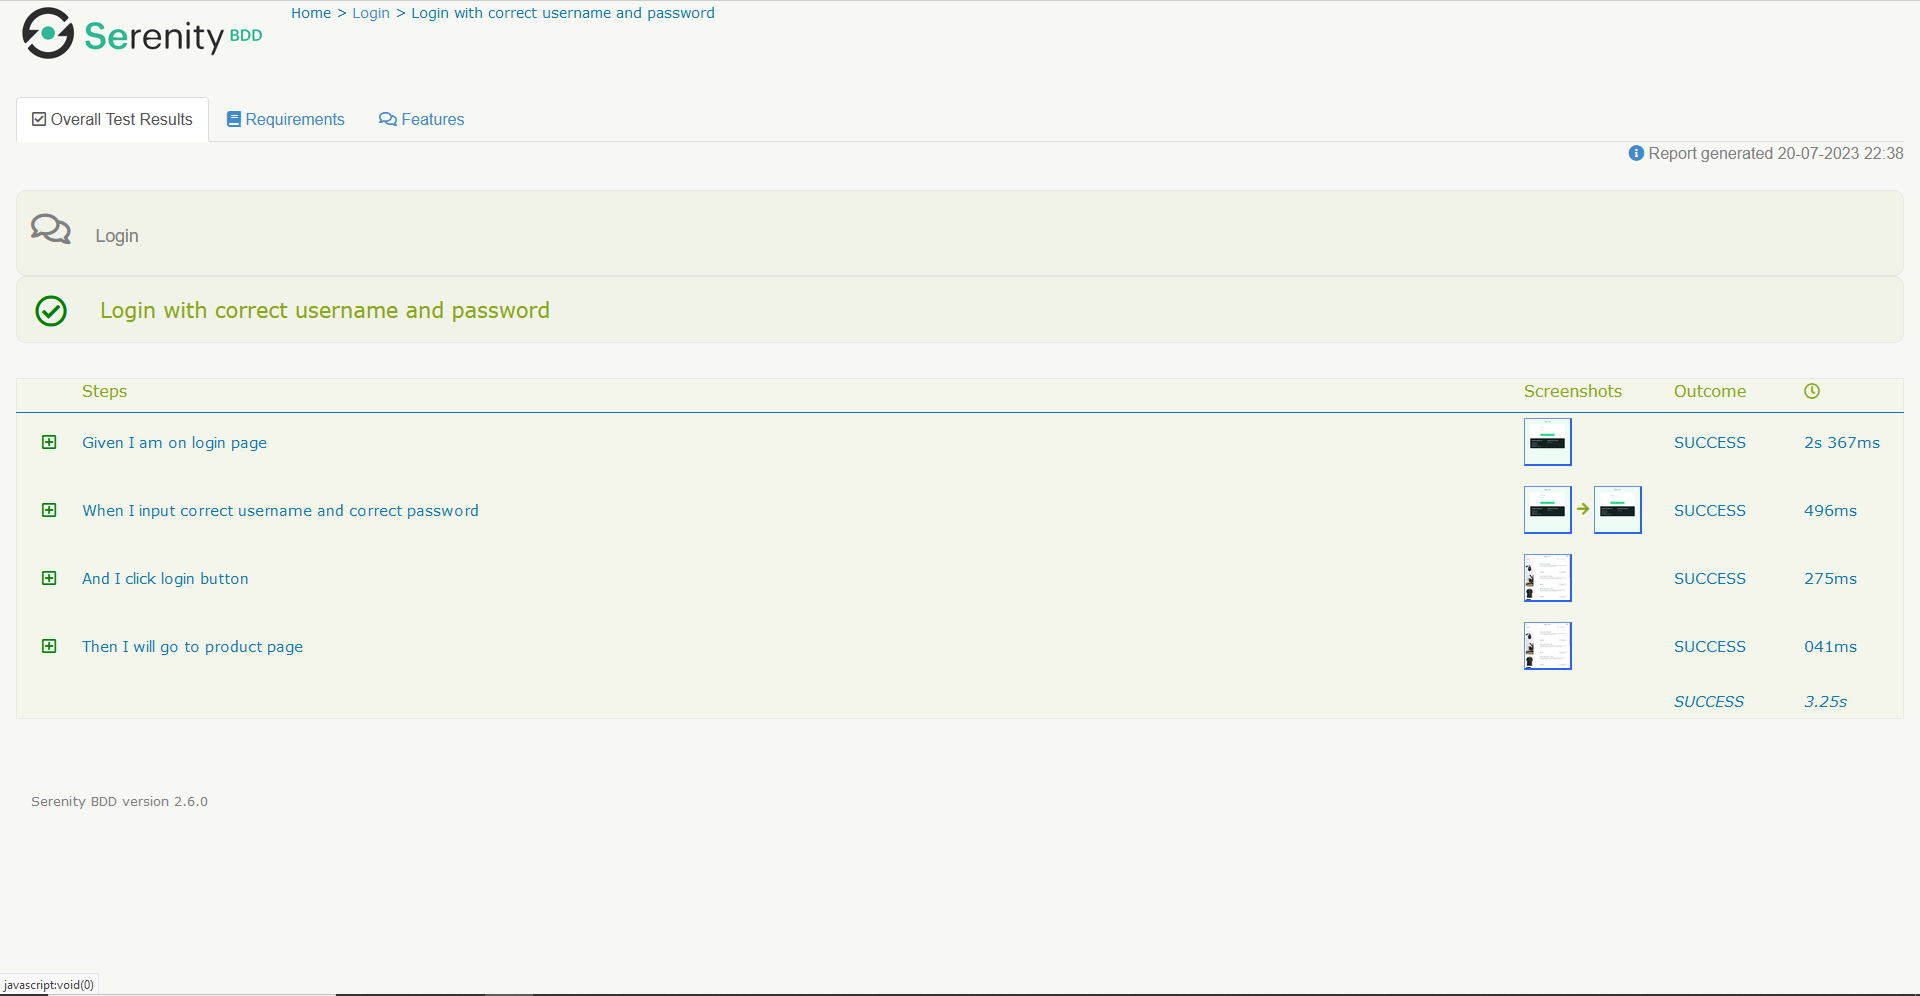 Serenity BDD
Home > Login > Login with correct username and password
Overall Test Results
Requirements
Features
Report generated 20-07-2023 22:38
Login
Login with correct username and password
Steps Screenshots Outcome
Given I am on login page SUCCESS 2s 367ms
When I input correct username and correct password SUCCESS 496ms
And I click login button SUCCESS 275ms
Then I will go to product page SUCCESS 041ms
SUCCESS 3.25s
Serenity BDD version 2.6.0
javascript:void(0)